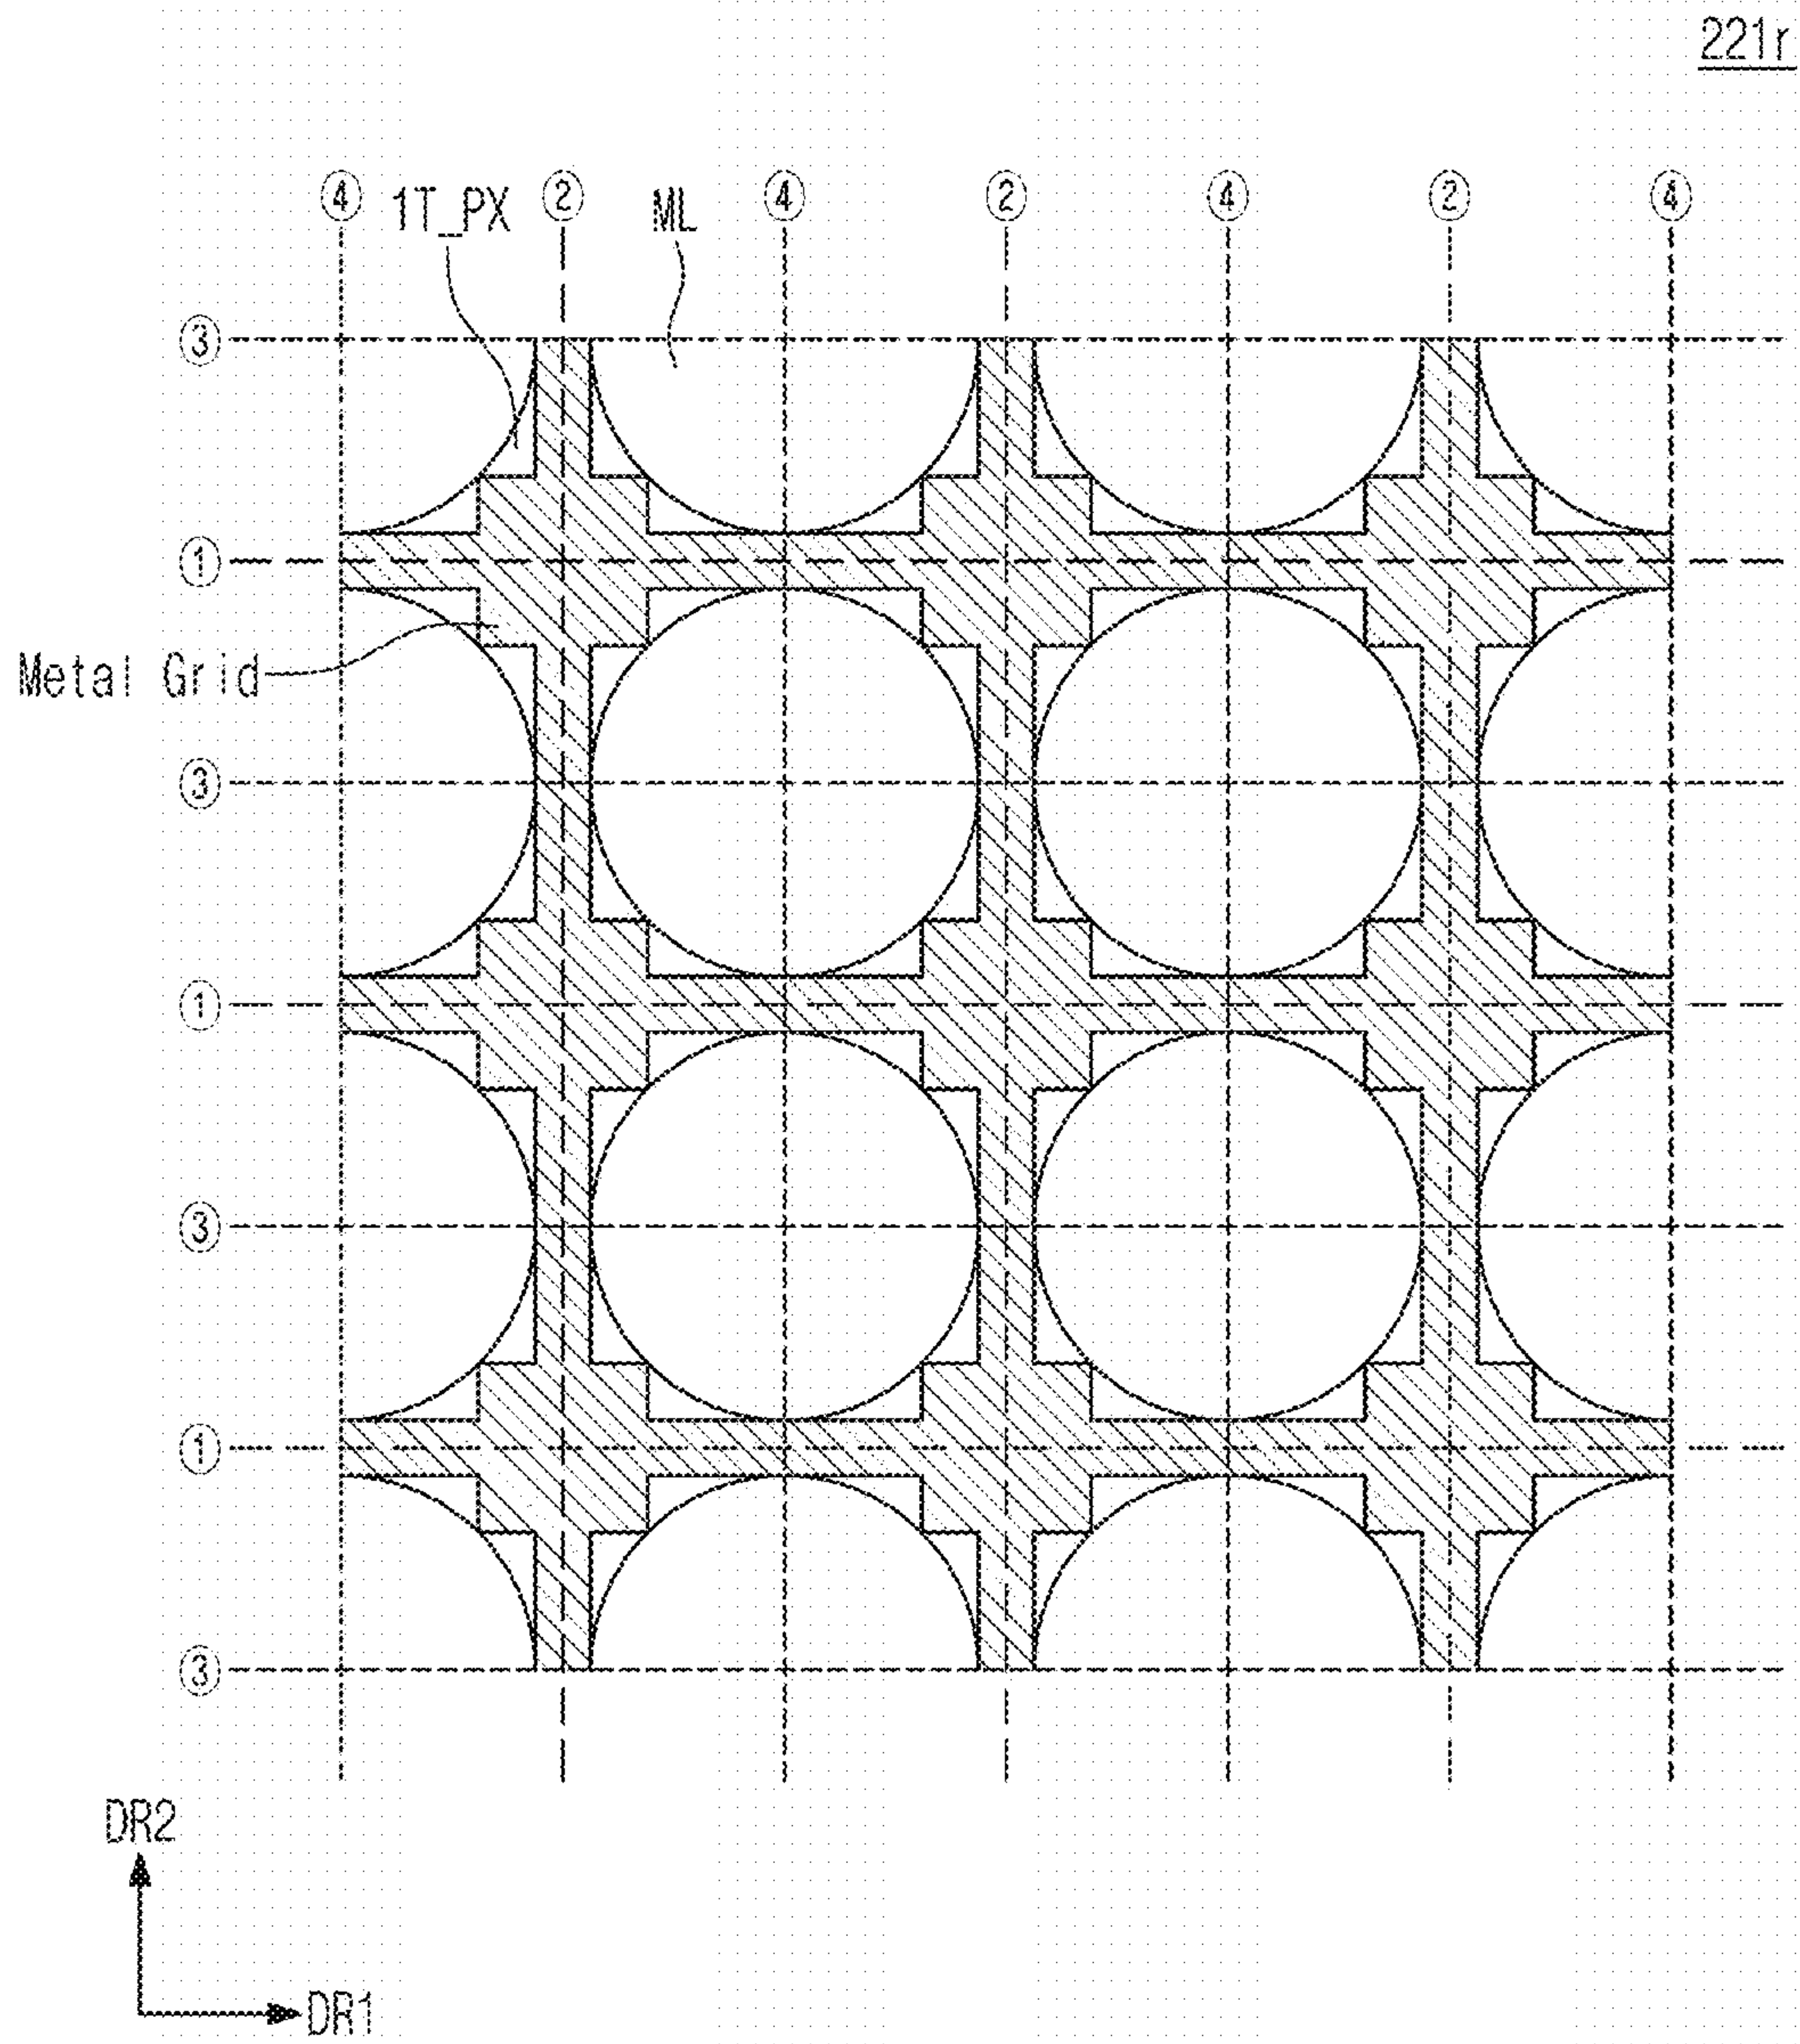 221r
④ 1T_PX ② ML ④ ② ④ ② ④
③
①
Metal Grid
③
①
③
①
③
DR2
DR1